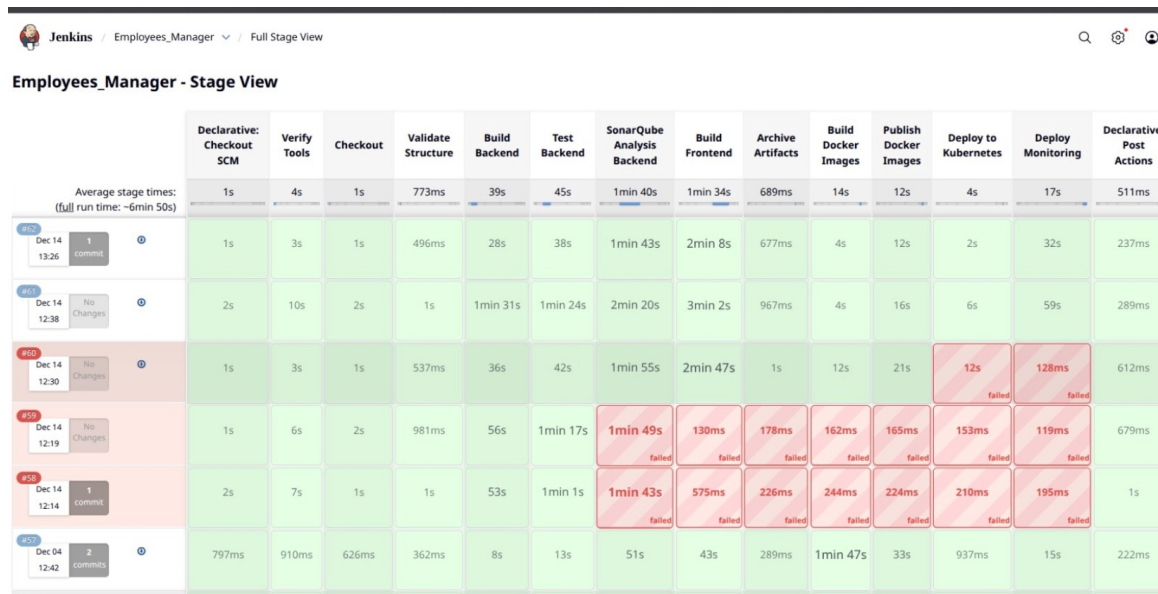 Jenkins / Employees_Manager / Full Stage View
Employees_Manager - Stage View
Declarative: Checkout SCM Verify Tools Checkout Validate Structure Build Backend Test Backend SonarQube Analysis Backend Build Frontend Archive Artifacts Build Docker Images Publish Docker Images Deploy to Kubernetes Deploy Monitoring Declarative Post Actions
Average stage times: 1s 4s 1s 773ms 39s 45s 1min 40s 1min 34s 689ms 14s 12s 4s 17s 511ms
(full run time: ~6min 50s)
#62
Dec 14 13:26 1 commit 1s 3s 1s 496ms 28s 38s 1min 43s 2min 8s 677ms 4s 12s 2s 32s 237ms
#61
Dec 14 12:38 No Changes 2s 10s 2s 1s 1min 31s 1min 24s 2min 20s 3min 2s 967ms 4s 16s 6s 59s 289ms
#60
Dec 14 12:30 No Changes 1s 3s 1s 537ms 36s 42s 1min 55s 2min 47s 1s 12s 21s 12s failed 128ms failed 612ms
#59
Dec 14 12:19 No Changes 1s 6s 2s 981ms 56s 1min 17s 1min 49s failed 130ms failed 178ms failed 162ms failed 165ms failed 153ms failed 119ms failed 679ms
#58
Dec 14 12:14 1 commit 2s 7s 1s 1s 53s 1min 1s 1min 43s failed 575ms failed 226ms failed 244ms failed 224ms failed 210ms failed 195ms failed 1s
#57
Dec 04 12:42 2 commits 797ms 910ms 626ms 362ms 8s 13s 51s 43s 289ms 1min 47s 33s 937ms 15s 222ms